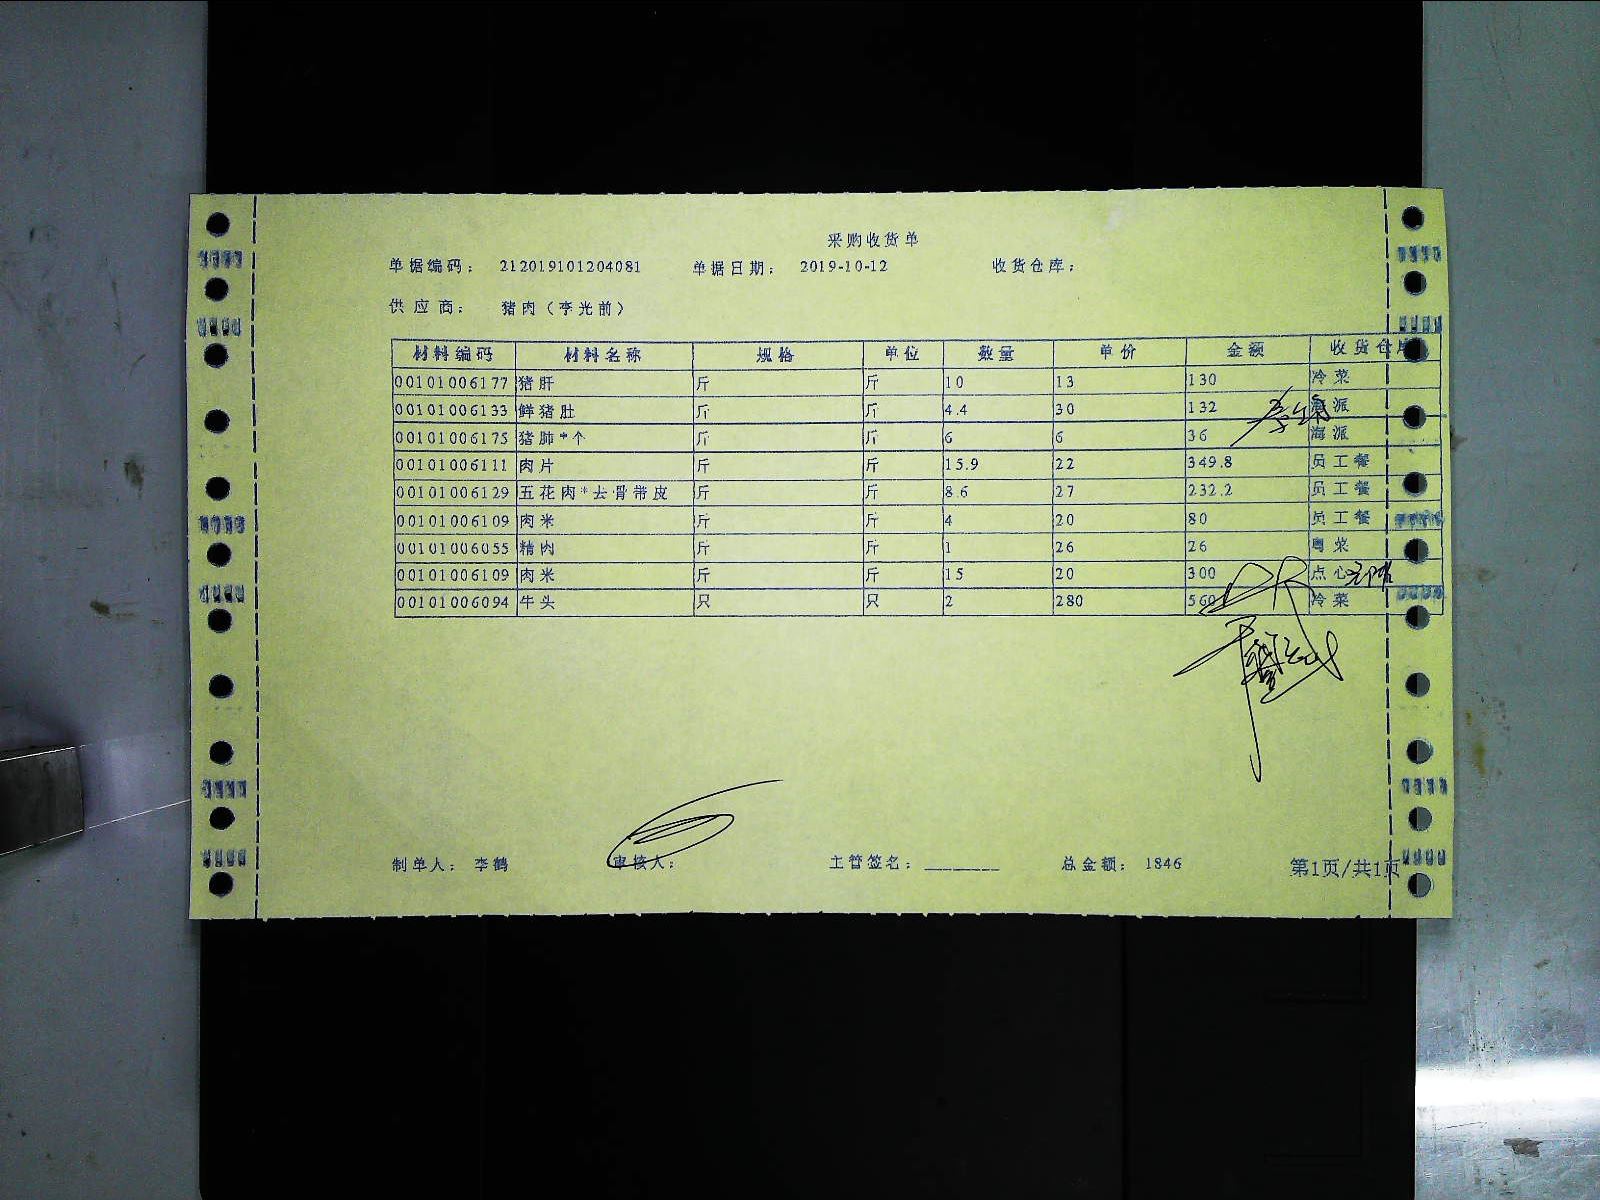 采购收货单
单据编码： 212019101204081 单据日期： 2019-10-12 收货仓库：
供应商： 猪肉（李光前）
材料编码 材料名称 规格 单位 数量 单价 金额 收货仓库
00101006177 猪肝 斤 斤 10 13 130 冷菜
00101006133 鲜猪肚 斤 斤 4.4 30 132 海派
00101006175 猪肺*个 斤 斤 6 6 36 海派
00101006111 肉片 斤 斤 15.9 22 349.8 员工餐
00101006129 五花肉*去骨带皮 斤 斤 8.6 27 232.2 员工餐
00101006109 肉米 斤 斤 4 20 80 员工餐
00101006055 精肉 斤 斤 1 26 26 粤菜
00101006109 肉米 斤 斤 15 20 300 点心
00101006094 牛头 只 只 2 280 560 冷菜
制单人： 李鹤 审核人： 主管签名： ________ 总金额： 1846 第1页/共1页